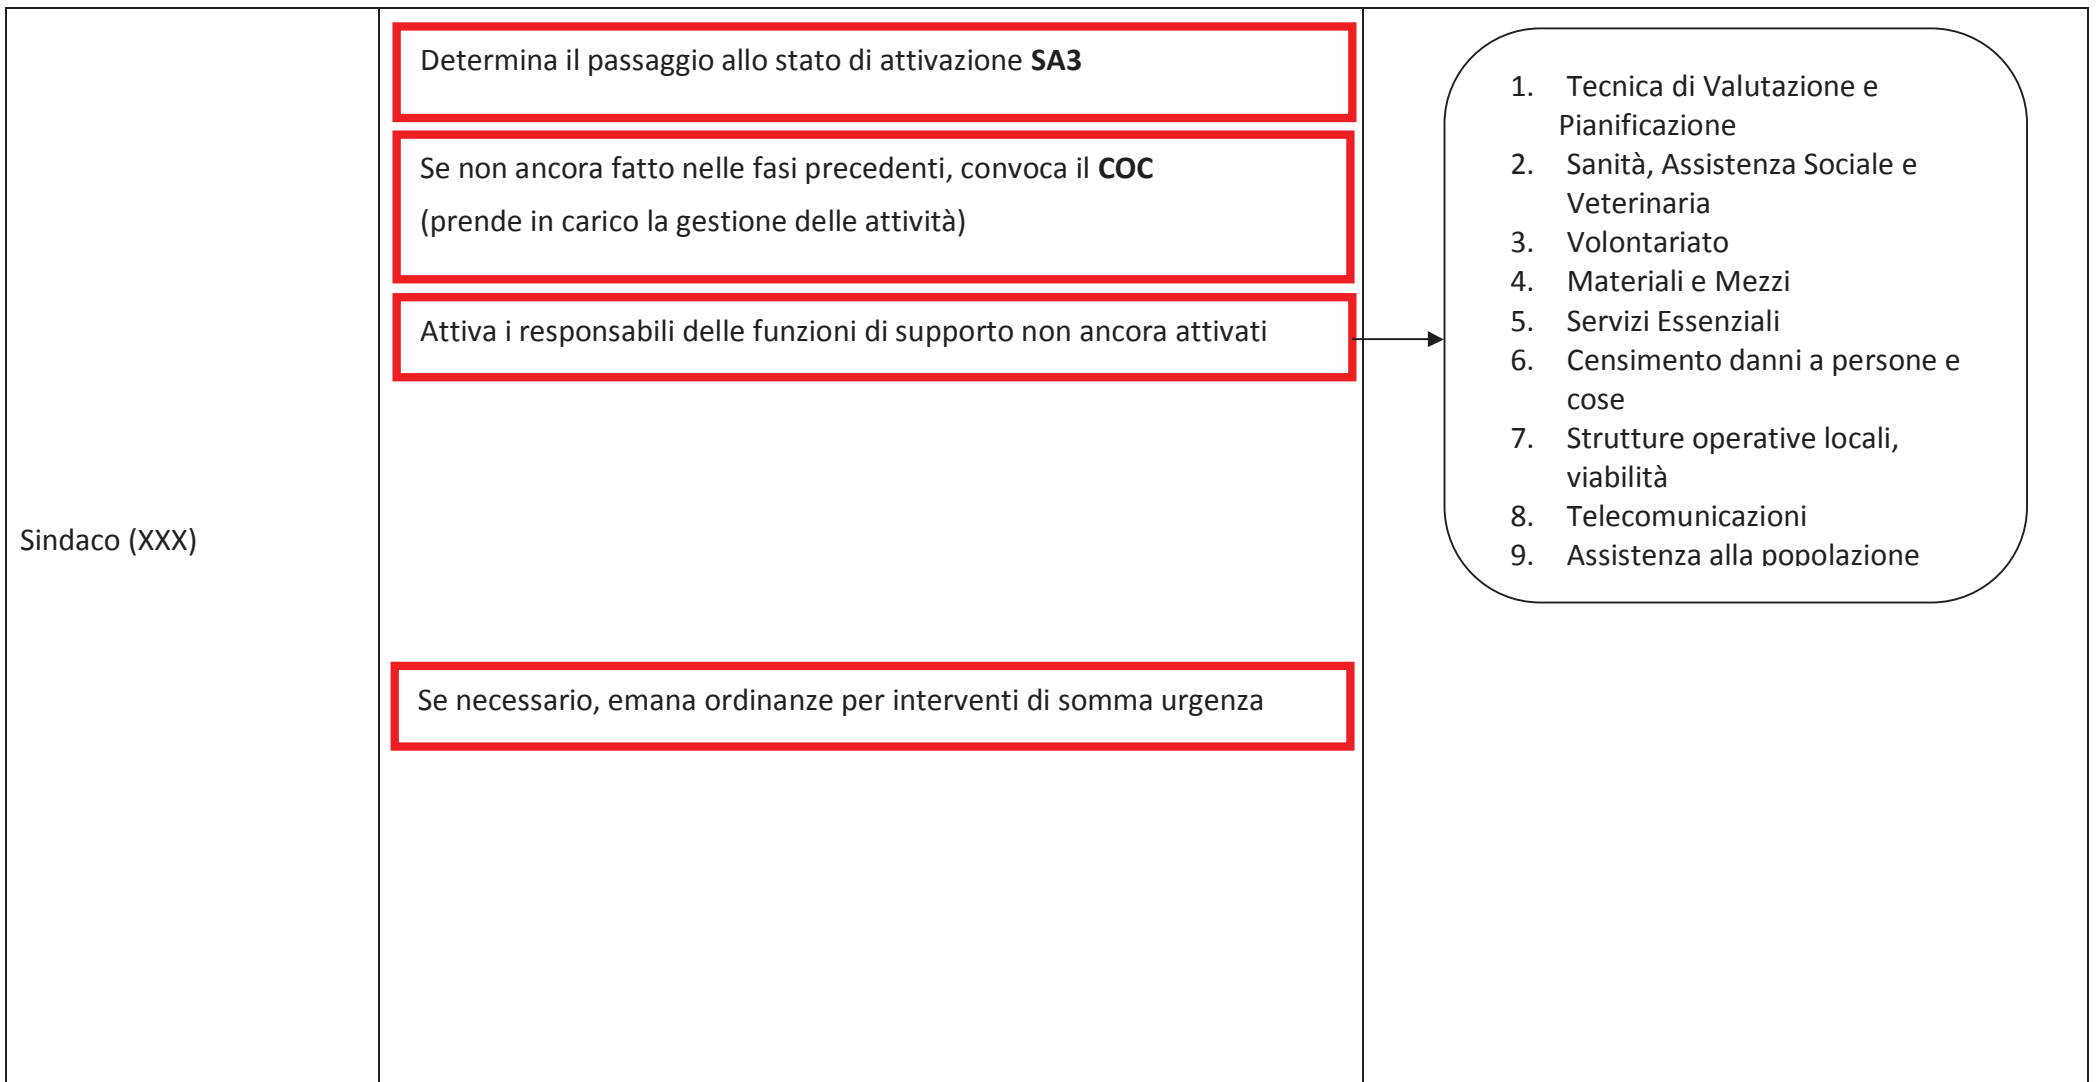 Sindaco (XXX)
Determina il passaggio allo stato di attivazione SA3
Se non ancora fatto nelle fasi precedenti, convoca il COC
(prende in carico la gestione delle attività)
Attiva i responsabili delle funzioni di supporto non ancora attivati
Se necessario, emana ordinanze per interventi di somma urgenza
1. Tecnica di Valutazione e
Pianificazione
2. Sanità, Assistenza Sociale e
Veterinaria
3. Volontariato
4. Materiali e Mezzi
5. Servizi Essenziali
6. Censimento danni a persone e
cose
7. Strutture operative locali,
viabilità
8. Telecomunicazioni
9. Assistenza alla popolazione